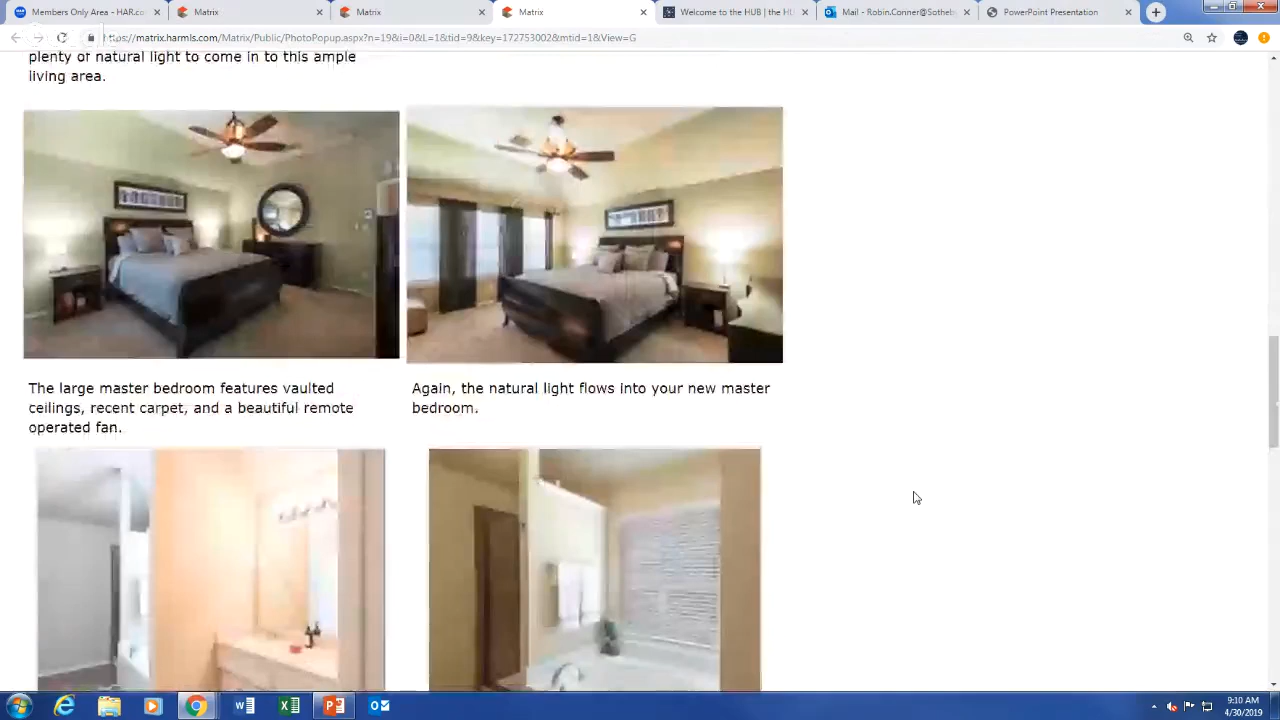 Members Only Area - HAR.co
Matrix
Matrix
Matrix
Welcome to the HUB | the HU
Mail - Robin.Conner@Sotheb
PowerPoint Presentation
https://matrix.harmls.com/Matrix/Public/PhotoPopup.aspx?n=19&i=0&L=1&tid=9&key=172753002&mtid=1&View=G
plenty of natural light to come in to this ample
living area.
The large master bedroom features vaulted
ceilings, recent carpet, and a beautiful remote
operated fan.
Again, the natural light flows into your new master
bedroom.
9:10 AM
4/30/2019